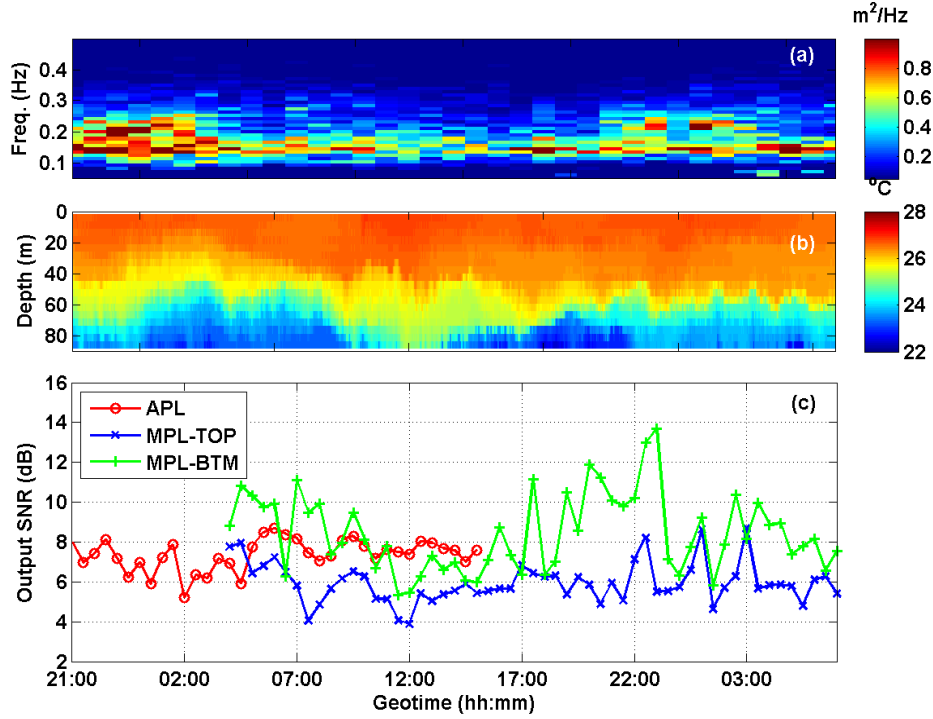 m²/Hz
(a)
Freq. (Hz)
0.4
0.3
0.2
0.1
0.8
0.6
0.4
0.2
°C
(b)
Depth (m)
0
20
40
60
80
28
26
24
22
(c)
Output SNR (dB)
16
14
12
10
8
6
4
2
APL
MPL-TOP
MPL-BTM
21:00 02:00 07:00 12:00 17:00 22:00 03:00
Geotime (hh:mm)